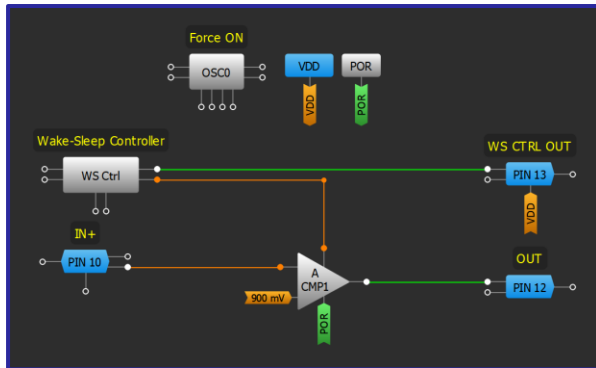 Force ON
OSC0
VDD
POR
VDD
POR
Wake-Sleep Controller
WS Ctrl
WS CTRL OUT
PIN 13
VDD
IN+
PIN 10
A
CMP1
900 mV
POR
OUT
PIN 12